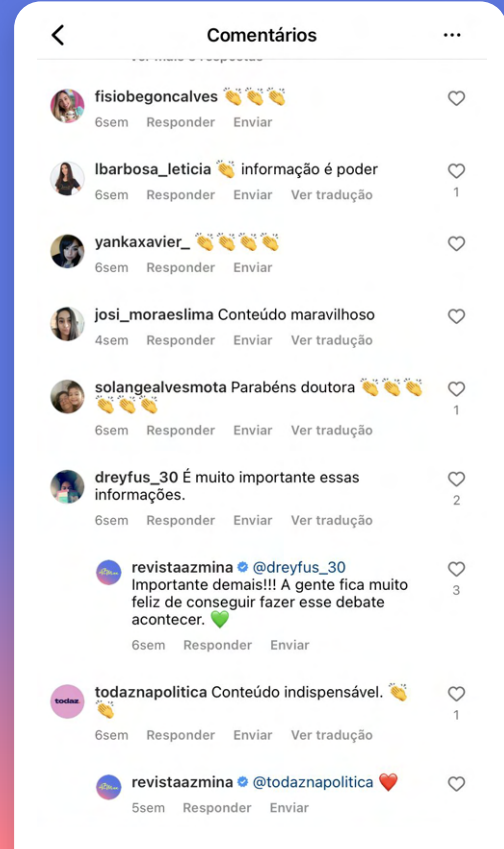 Comentários
fisiobegoncalves 👏👏👏
6sem Responder Enviar
lbarbosa_leticia 👏 informação é poder
1
6sem Responder Enviar Ver tradução
yankaxavier_ 👏👏👏👏
6sem Responder Enviar
josi_moraeslima Conteúdo maravilhoso
4sem Responder Enviar Ver tradução
solangealvesmota Parabéns doutora 👏👏👏
👏👏👏
1
6sem Responder Enviar Ver tradução
dreyfus_30 É muito importante essas
informações.
2
6sem Responder Enviar Ver tradução
revistaazmina @dreyfus_30
Importante demais!!! A gente fica muito
3
feliz de conseguir fazer esse debate
acontecer. 💚
6sem Responder Enviar
todaz
todaznapolitica Conteúdo indispensável. 👏
👏
1
6sem Responder Enviar Ver tradução
revistaazmina @todaznapolitica ❤️
5sem Responder Enviar